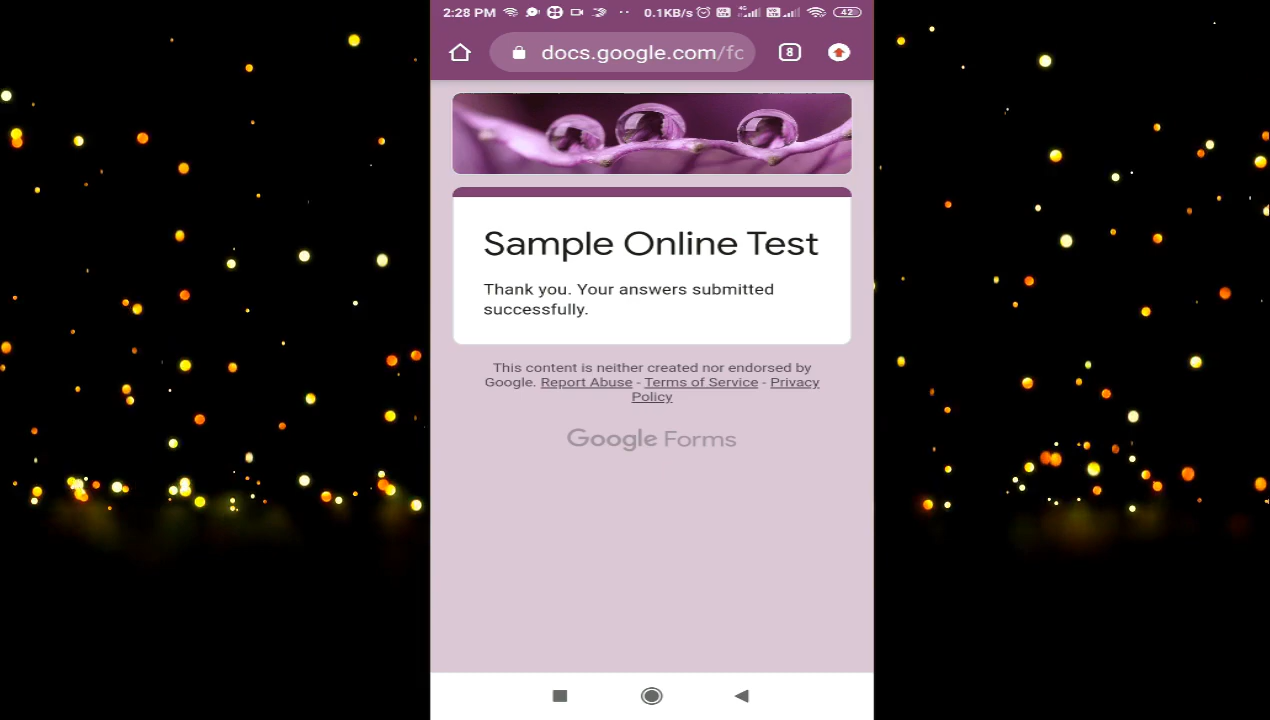 2:28 PM 0.1KB/s 4G 42
docs.google.com/fc 8
Sample Online Test
Thank you. Your answers submitted
successfully.
This content is neither created nor endorsed by
Google. Report Abuse - Terms of Service - Privacy
Policy
Google Forms